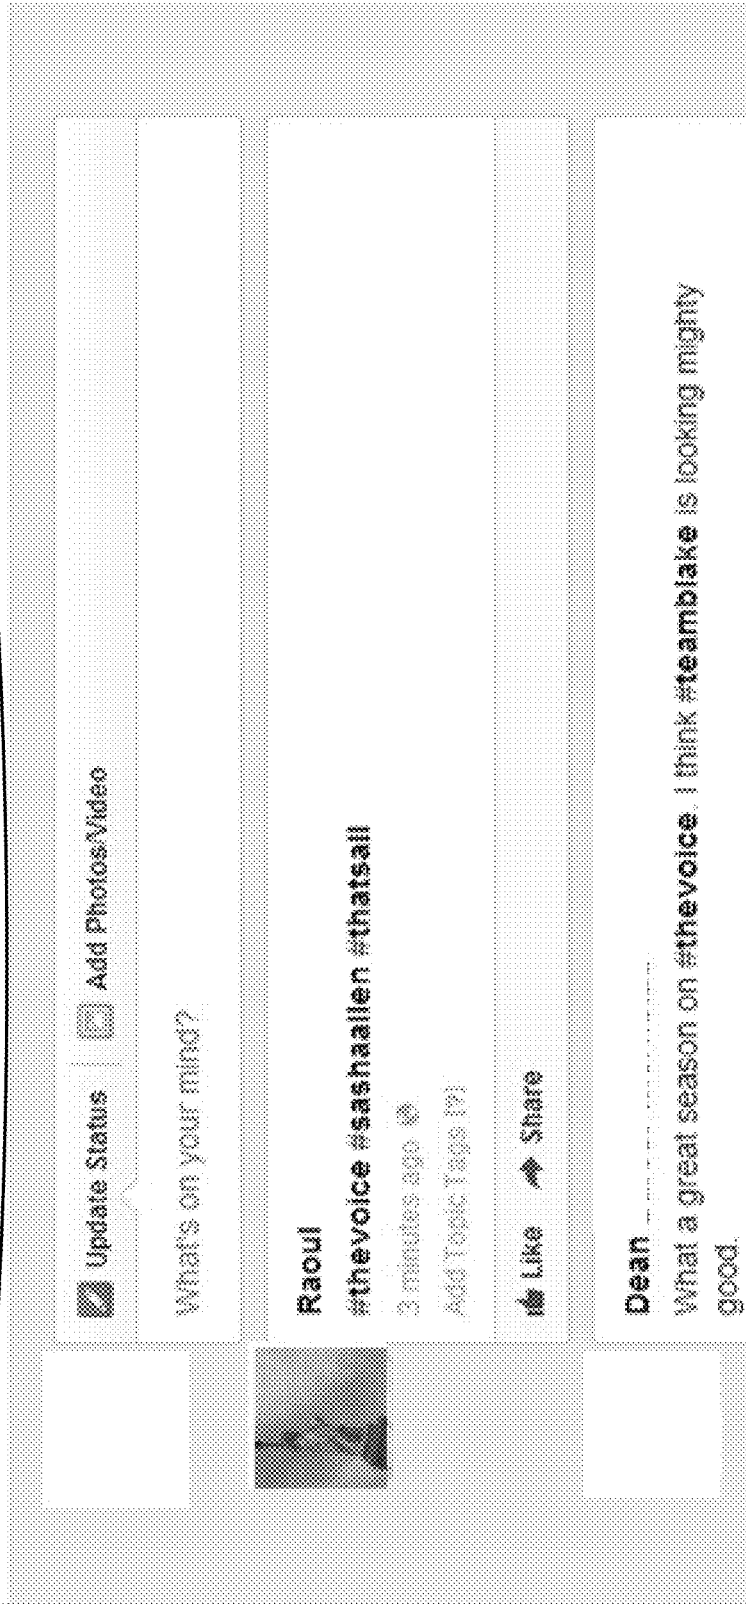 Update Status Add Photos/Video
What's on your mind?
Raoul
#thevoice #sashaallen #thatsall
3 minutes ago
Add Topic Tags [?]
Like Share
Dean
What a great season on #thevoice. I think #teamblake is looking mighty
good.